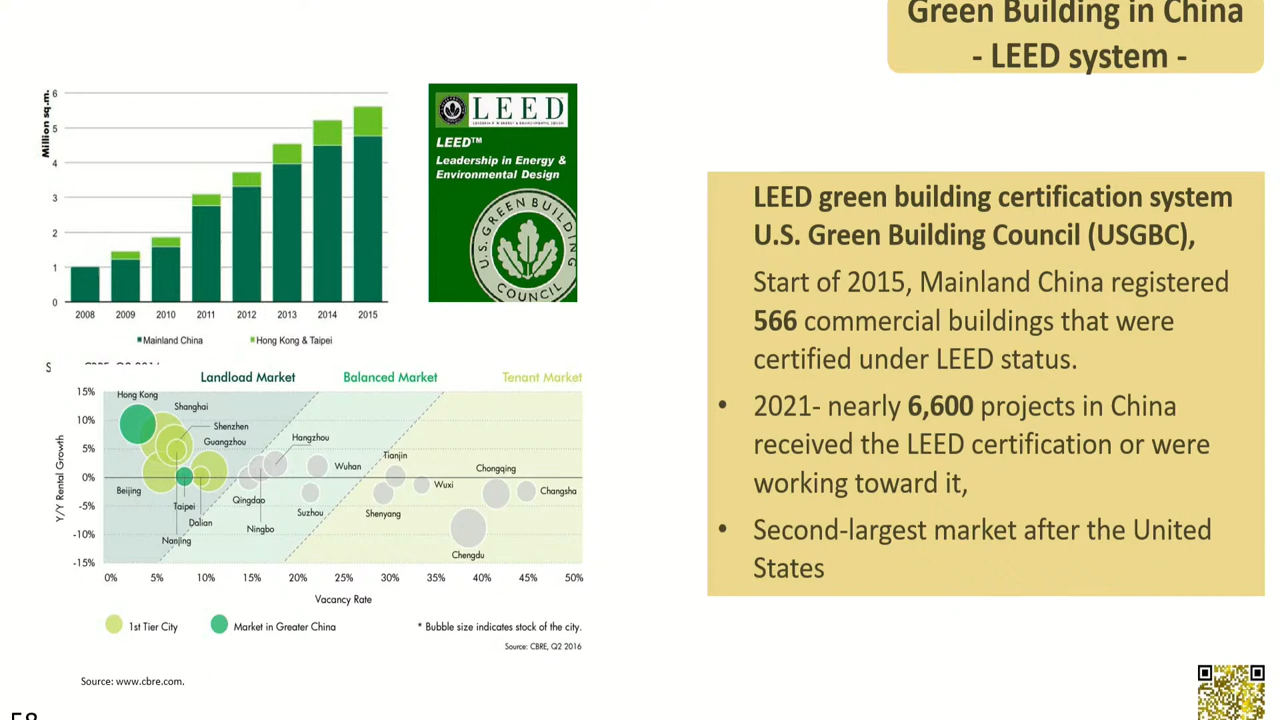 Green Building in China
- LEED system -
Million sq.m.
6
5
4
3
2
1
0
2008 2009 2010 2011 2012 2013 2014 2015
Mainland China Hong Kong & Taipei
LEED
LEED™
Leadership in Energy &
Environmental Design
U.S. GREEN BUILDING COUNCIL
LEED green building certification system
U.S. Green Building Council (USGBC),
Start of 2015, Mainland China registered
566 commercial buildings that were
certified under LEED status.
• 2021- nearly 6,600 projects in China
received the LEED certification or were
working toward it,
• Second-largest market after the United
States
Landload Market Balanced Market Tenant Market
Y/Y Rental Growth
15%
10%
5%
0%
-5%
-10%
-15%
Hong Kong
Shanghai
Shenzhen
Guangzhou
Hangzhou
Wuhan
Tianjin
Chongqing
Beijing
Taipei
Dalian
Nanjing
Qingdao
Ningbo
Suzhou
Shenyang
Wuxi
Changsha
Chengdu
0% 5% 10% 15% 20% 25% 30% 35% 40% 45% 50%
Vacancy Rate
1st Tier City Market in Greater China * Bubble size indicates stock of the city.
Source: CBRE, Q2 2016
Source: www.cbre.com.
58